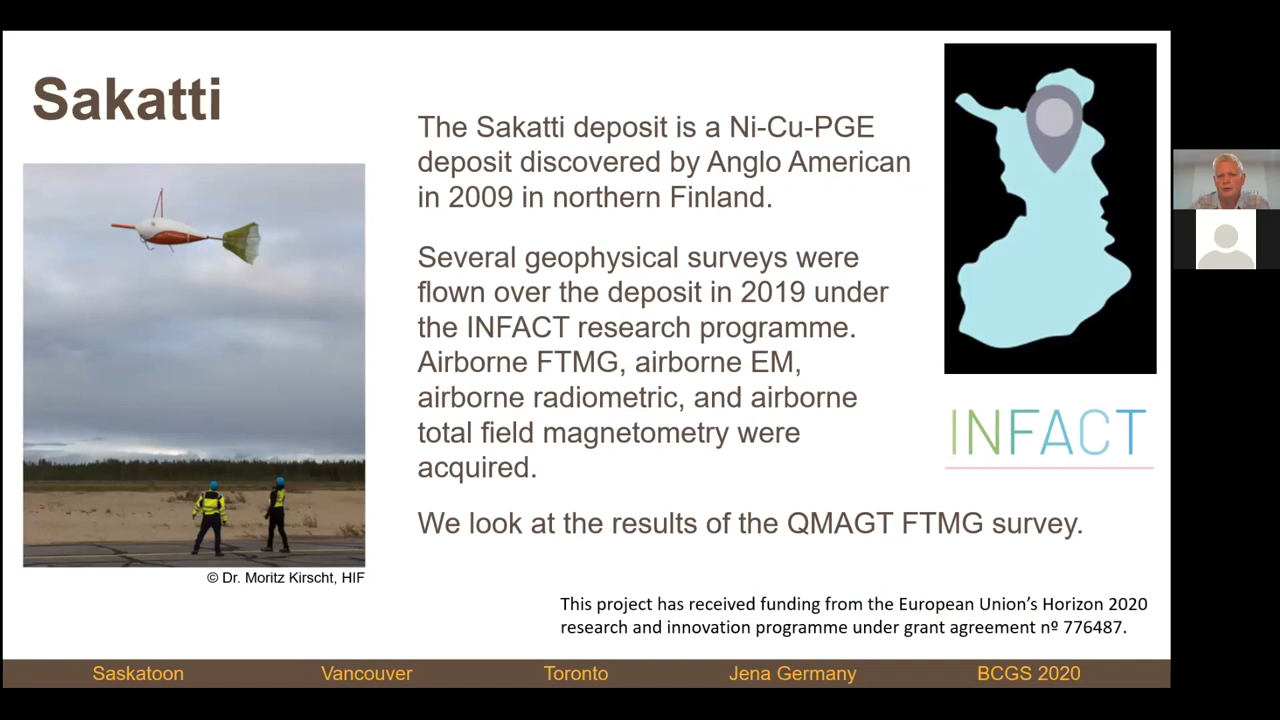 Sakatti
The Sakatti deposit is a Ni-Cu-PGE
deposit discovered by Anglo American
in 2009 in northern Finland.
Several geophysical surveys were
flown over the deposit in 2019 under
the INFACT research programme.
Airborne FTMG, airborne EM,
airborne radiometric, and airborne
total field magnetometry were
acquired.
We look at the results of the QMAGT FTMG survey.
INFACT
© Dr. Moritz Kirscht, HIF
This project has received funding from the European Union’s Horizon 2020
research and innovation programme under grant agreement nº 776487.
Saskatoon Vancouver Toronto Jena Germany BCGS 2020